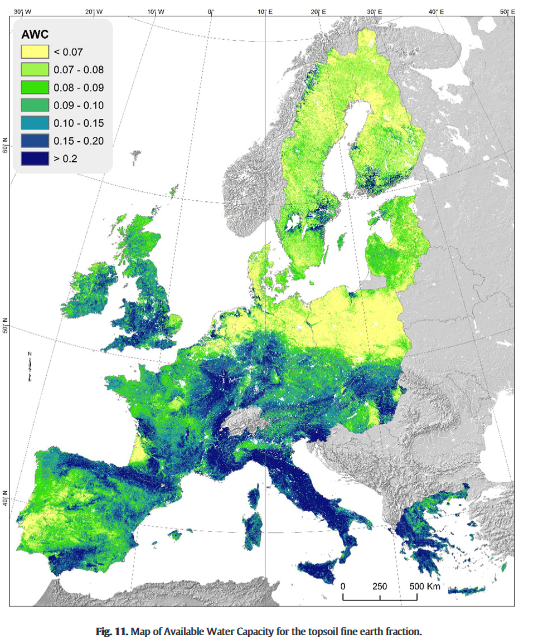 30° W 20° W 10° W 0° 10° E 20° E 30° E 40° E 50° E
AWC
< 0.07
0.07 - 0.08
0.08 - 0.09
0.09 - 0.10
0.10 - 0.15
0.15 - 0.20
> 0.2
60° N
50° N
40° N
0 250 500 Km
Fig. 11. Map of Available Water Capacity for the topsoil fine earth fraction.